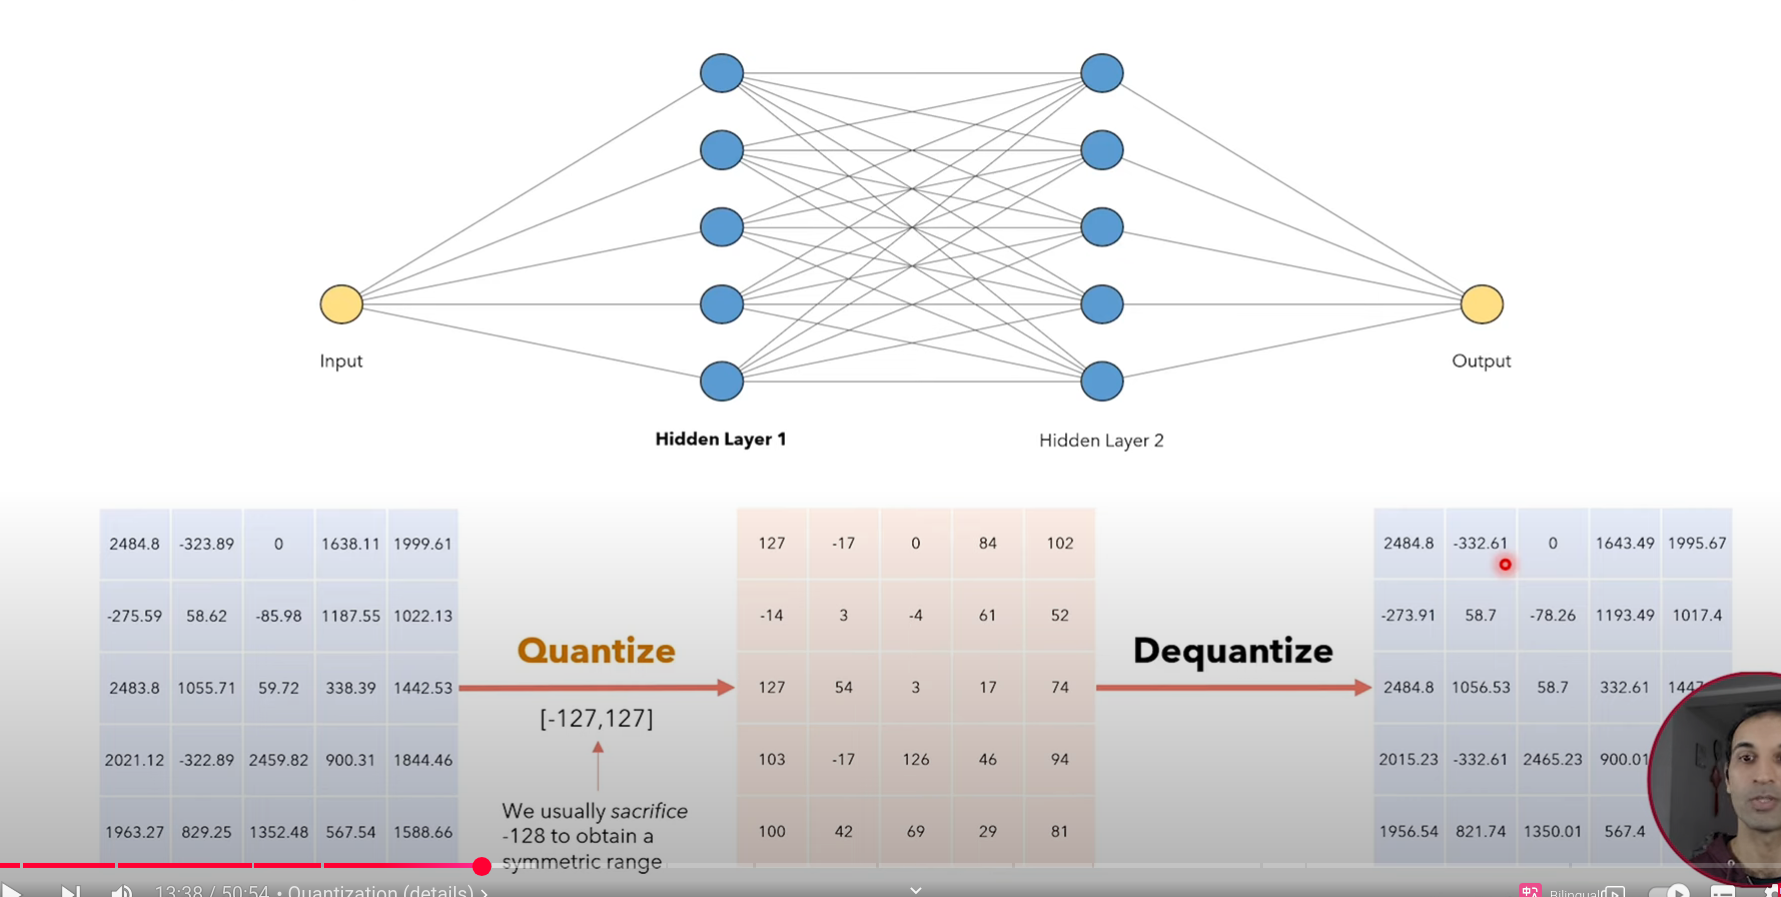 Input
Output
Hidden Layer 1
Hidden Layer 2
2484.8 -323.89 0 1638.11 1999.61
-275.59 58.62 -85.98 1187.55 1022.13
2483.8 1055.71 59.72 338.39 1442.53
2021.12 -322.89 2459.82 900.31 1844.46
1963.27 829.25 1352.48 567.54 1588.66
Quantize
[-127,127]
We usually sacrifice
-128 to obtain a
symmetric range
127 -17 0 84 102
-14 3 -4 61 52
127 54 3 17 74
103 -17 126 46 94
100 42 69 29 81
Dequantize
2484.8 -332.61 0 1643.49 1995.67
-273.91 58.7 -78.26 1193.49 1017.4
2484.8 1056.53 58.7 332.61
2015.23 -332.61 2465.23 900.01
1956.54 821.74 1350.01 567.4
13:38 / 50:54 • Quantization (details) ›
Bilingual